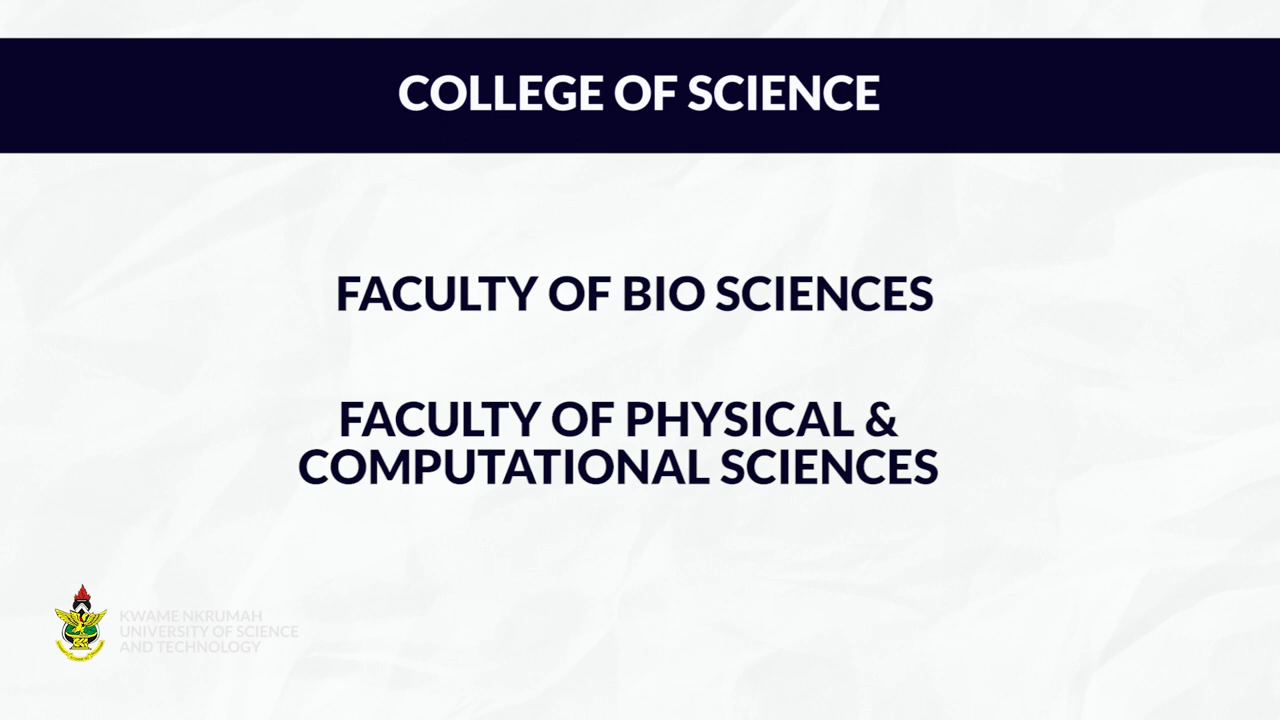 COLLEGE OF SCIENCE
FACULTY OF BIO SCIENCES
FACULTY OF PHYSICAL &
COMPUTATIONAL SCIENCES
KWAME NKRUMAH
UNIVERSITY OF SCIENCE
AND TECHNOLOGY